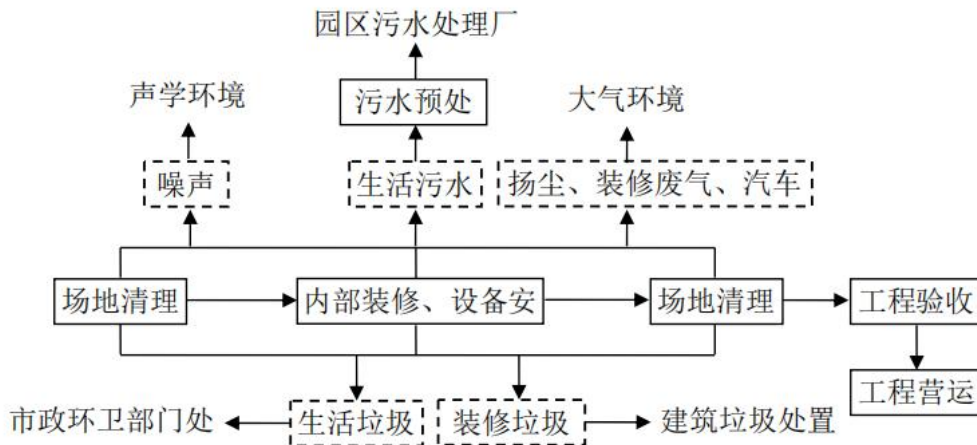 园区污水处理厂
声学环境
污水预处
大气环境
噪声
生活污水
扬尘、装修废气、汽车
场地清理
内部装修、设备安
场地清理
工程验收
工程营运
市政环卫部门处
生活垃圾
装修垃圾
建筑垃圾处置